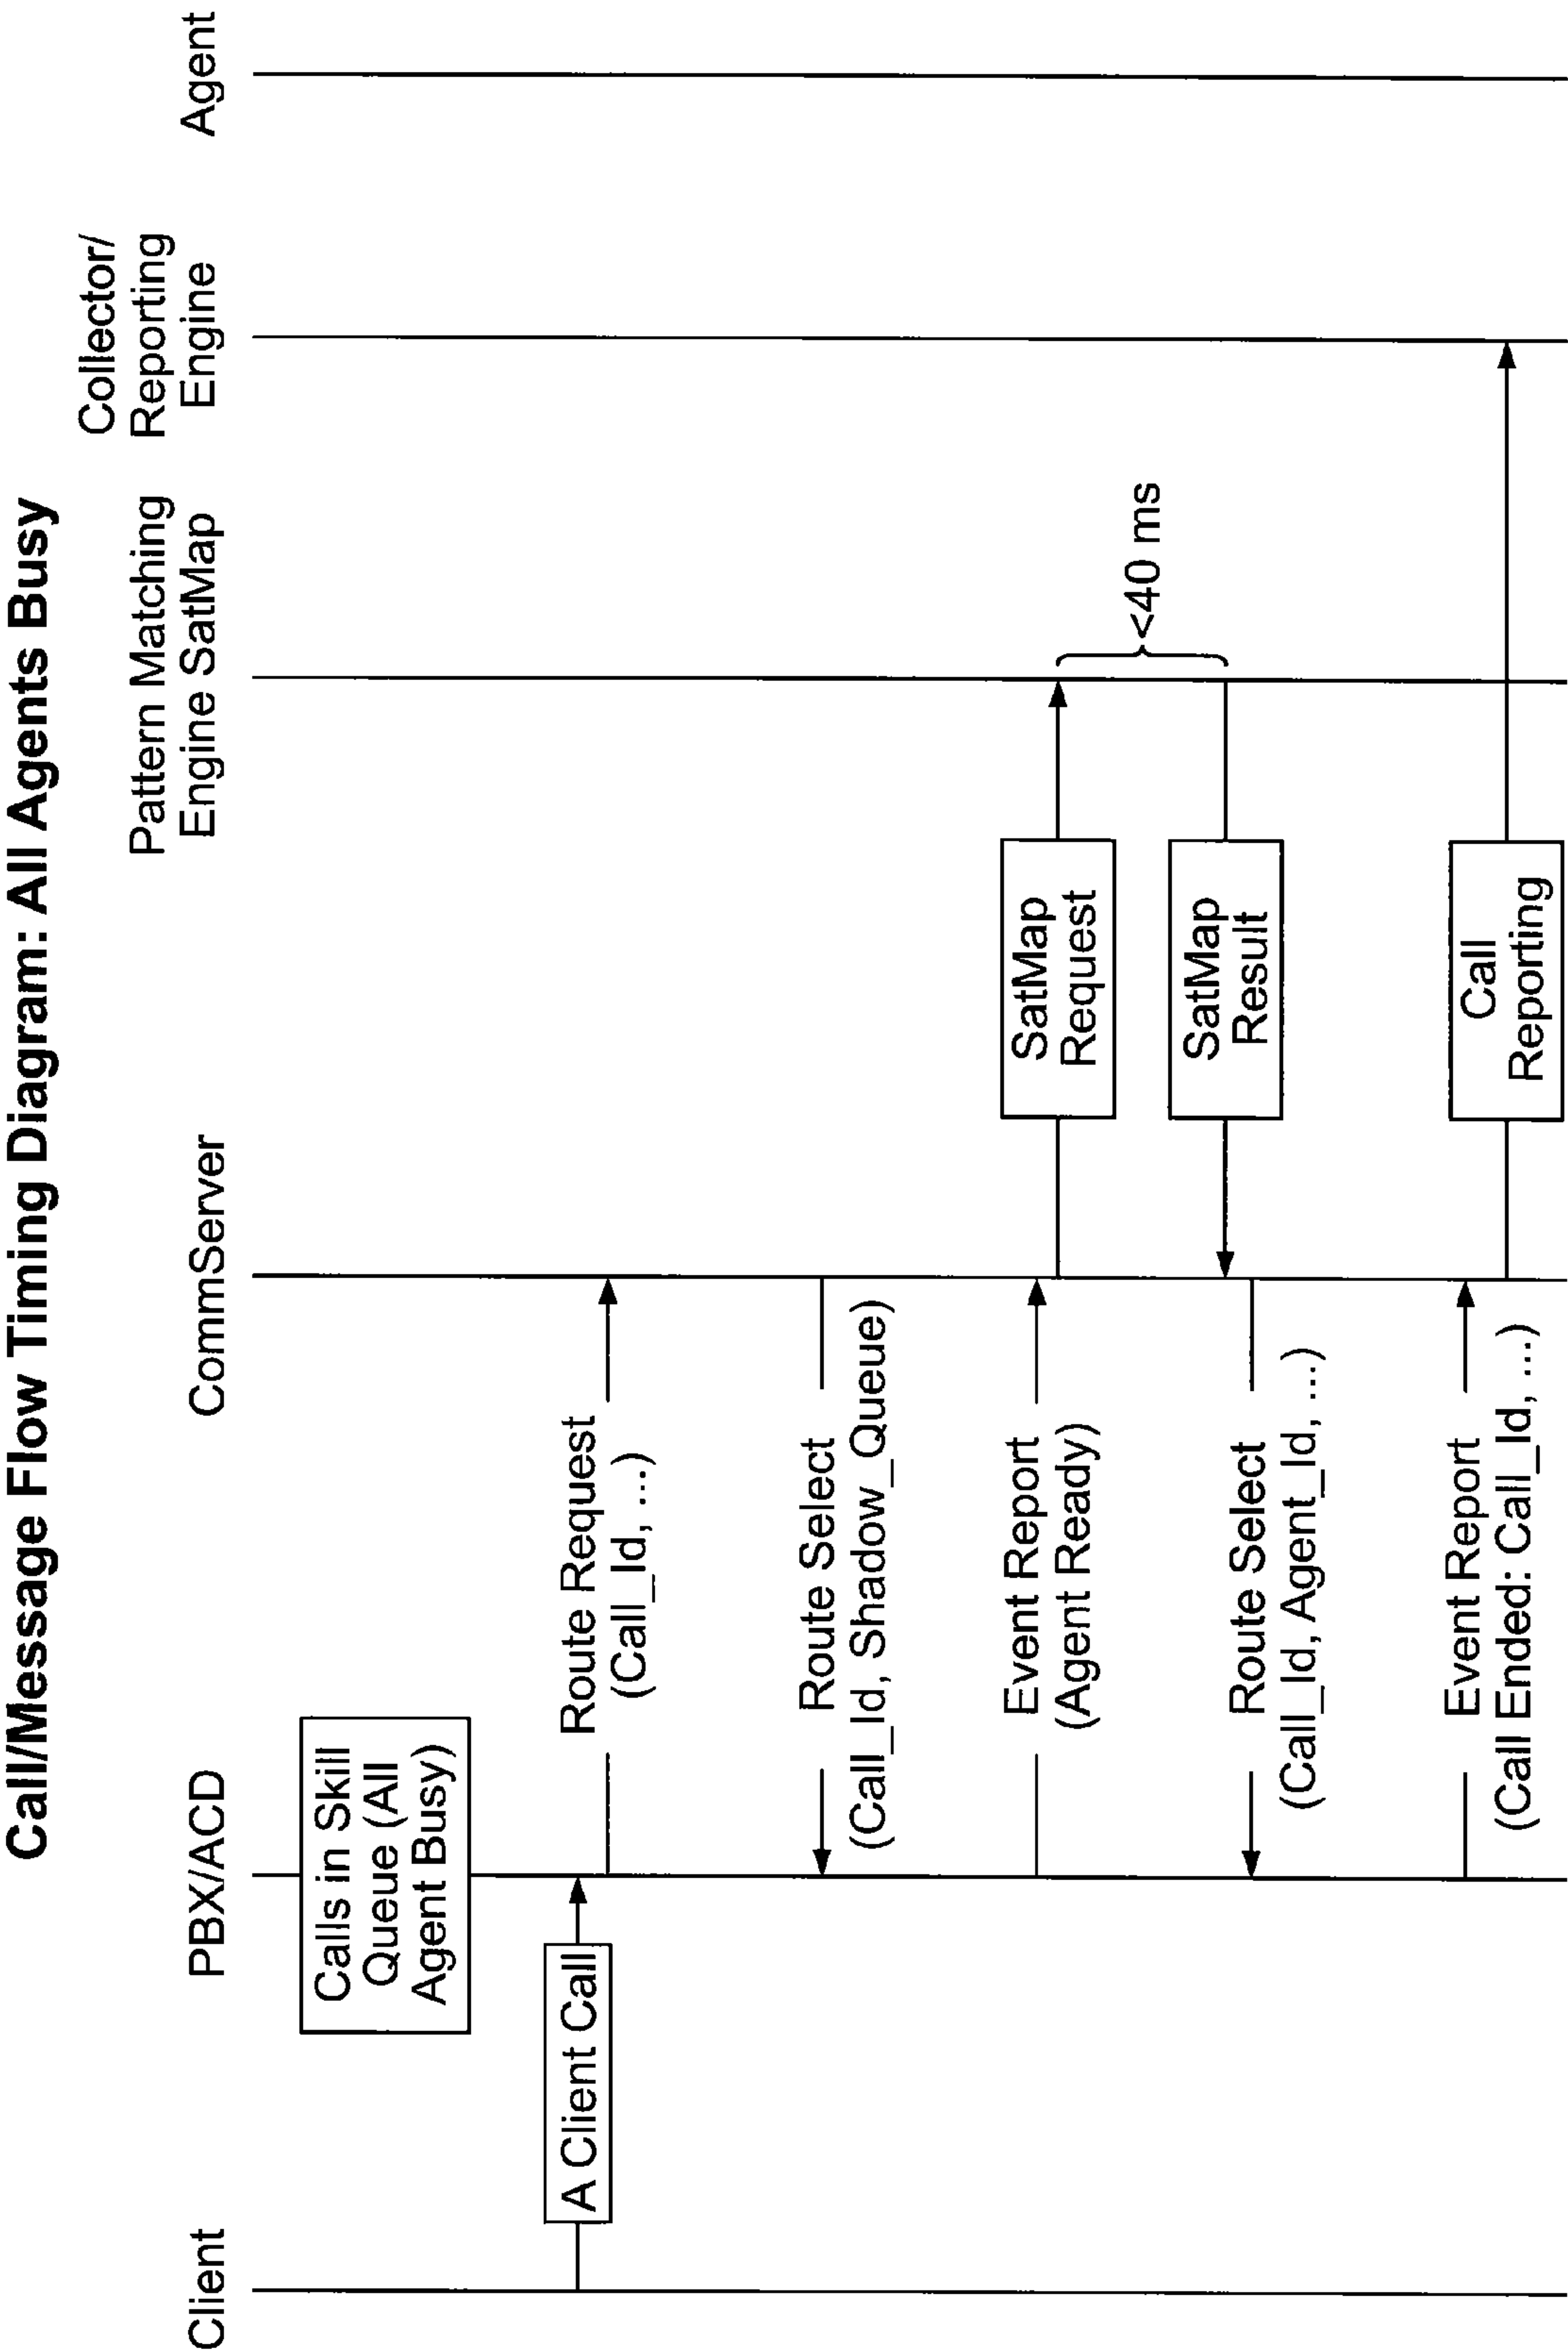 Call/Message Flow Timing Diagram: All Agents Busy
Client
PBX/ACD
CommServer
Pattern Matching
Engine SatMap
Collector/
Reporting
Engine
Agent
Calls in Skill
Queue (All
Agent Busy)
A Client Call
Route Request
(Call_Id, ...)
Route Select
(Call_Id, Shadow_Queue)
Event Report
(Agent Ready)
SatMap
Request
<40 ms
SatMap
Result
Route Select
(Call_Id, Agent_Id, ...)
Event Report
(Call Ended: Call_Id, ...)
Call
Reporting